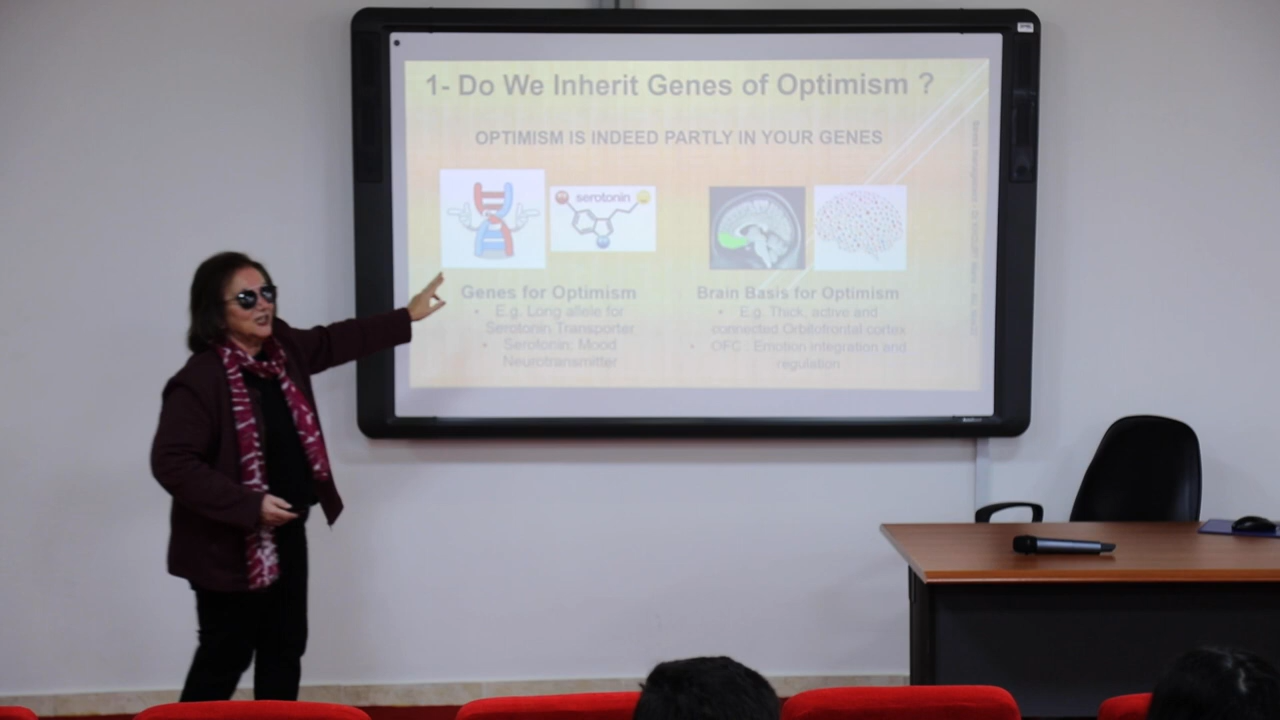 1- Do We Inherit Genes of Optimism ?
OPTIMISM IS INDEED PARTLY IN YOUR GENES
serotonin
Genes for Optimism
• E.g. Long allele for
Serotonin Transporter
• Serotonin: Mood
Neurotransmitter
Brain Basis for Optimism
• E.g. Thick, active and
connected Orbitofrontal cortex
• OFC : Emotion integration and
regulation